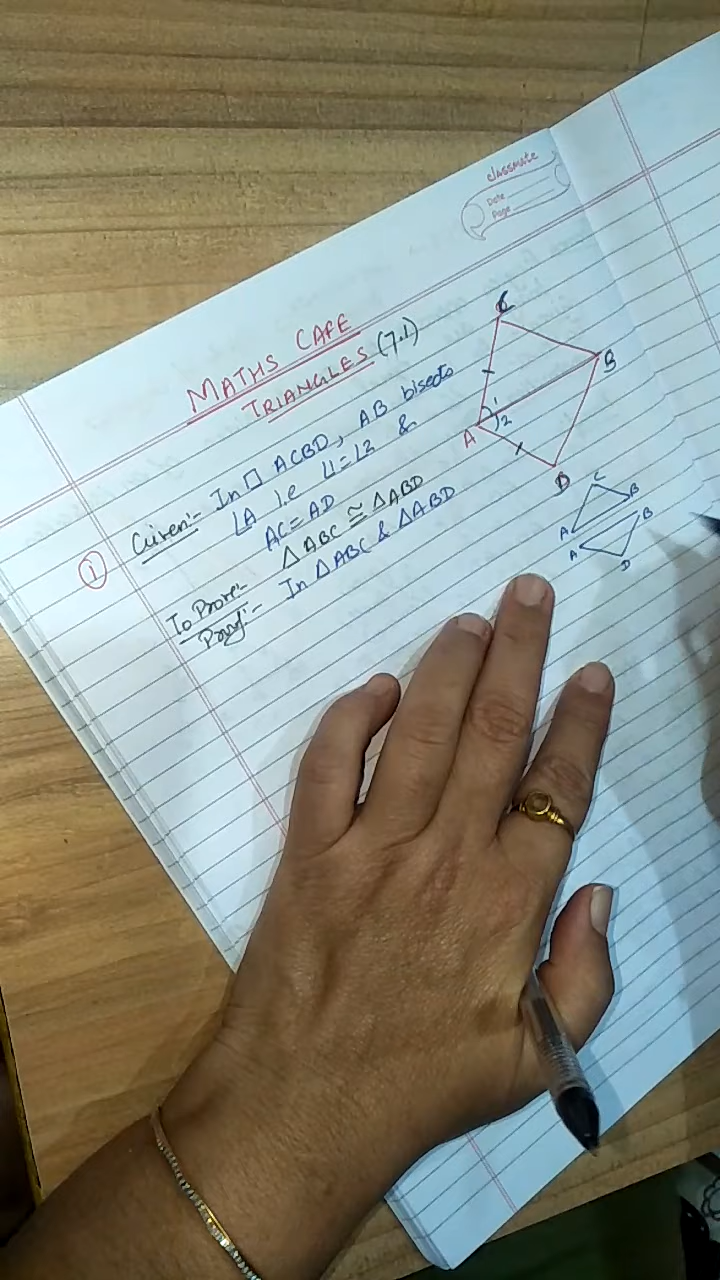 classmate
Date
Page
MATHS CAFE
TRIANGLES (7.1)
① Given:- In □ ACBD, AB bisects
∠A i.e ∠1=∠2 &
AC=AD
To Prove:- △ABC ≅ △ABD
Proof:- In △ABC & △ABD
C
B
A
D
1
2
C
A
B
A
B
D